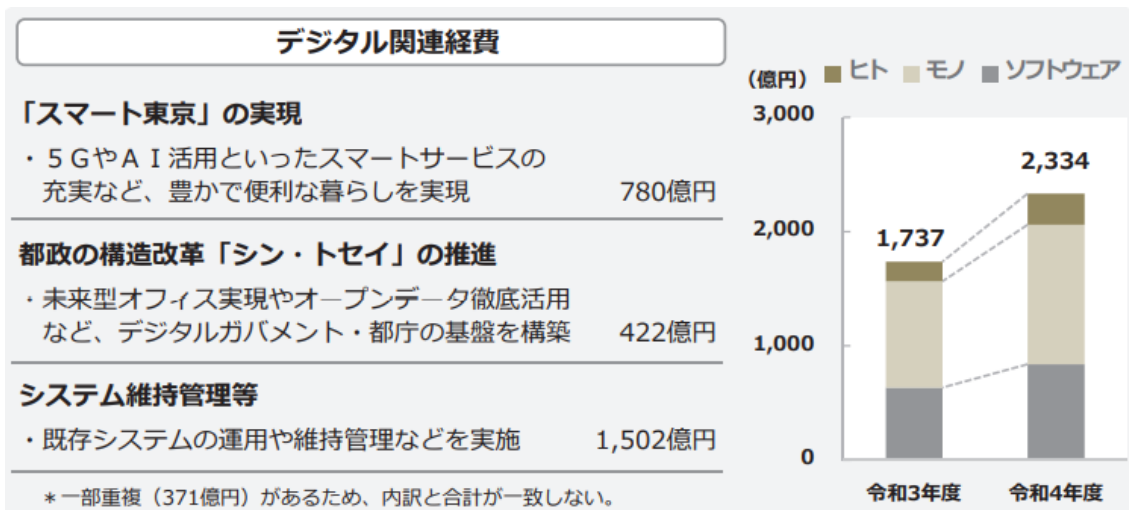 デジタル関連経費
「スマート東京」の実現
・５GやAI活用といったスマートサービスの
充実など、豊かで便利な暮らしを実現 780億円
都政の構造改革「シン・トセイ」の推進
・未来型オフィス実現やオープンデータ徹底活用
など、デジタルガバメント・都庁の基盤を構築 422億円
システム維持管理等
・既存システムの運用や維持管理などを実施 1,502億円
＊一部重複（371億円）があるため、内訳と合計が一致しない。
（億円） ヒト モノ ソフトウェア
3,000
2,334
2,000
1,737
1,000
0
令和3年度 令和4年度